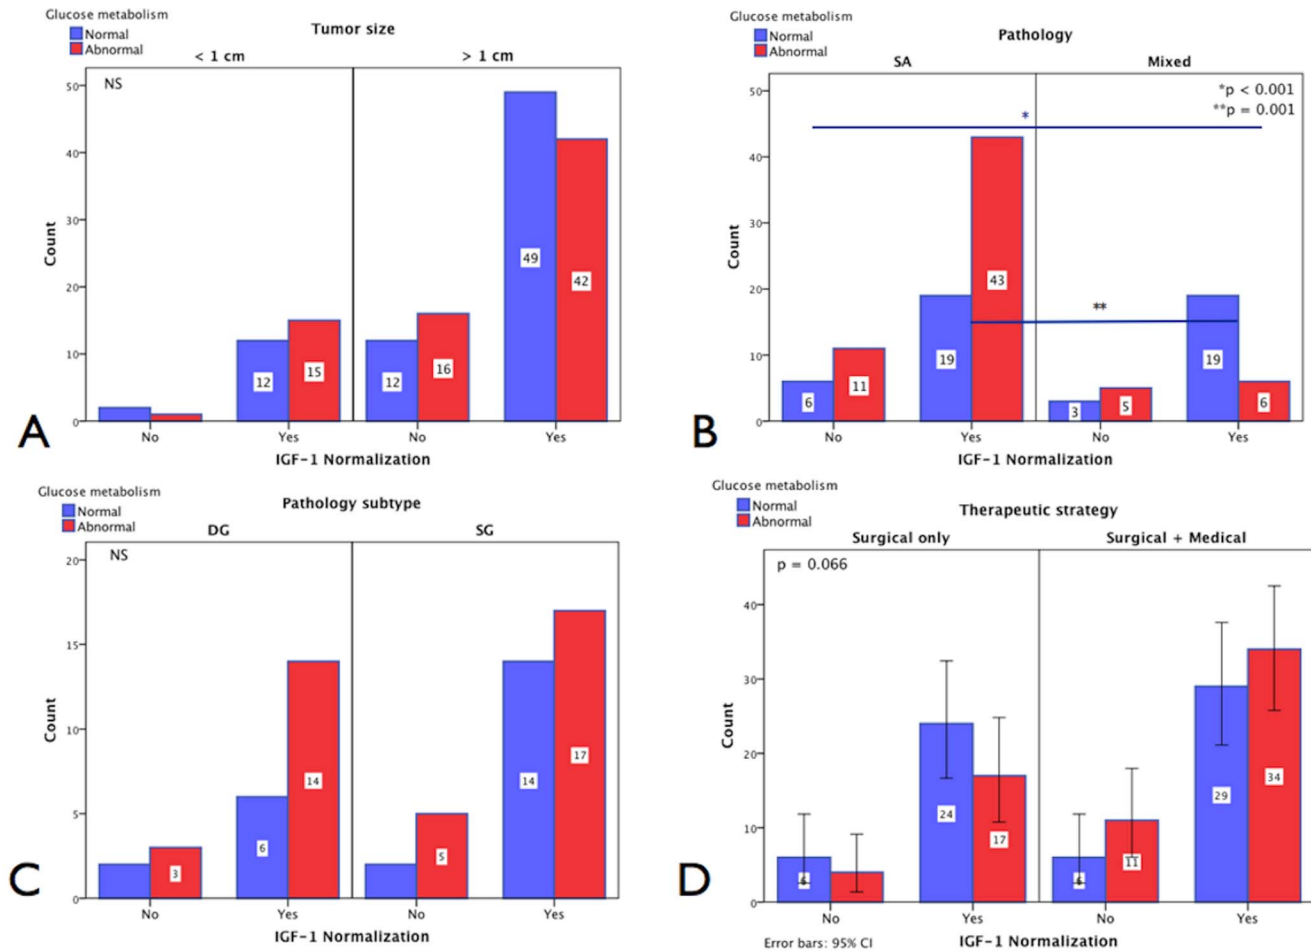 Glucose metabolism
Normal
Abnormal
Tumor size
< 1 cm
> 1 cm
NS
50
40
30
20
10
0
Count
12
15
12
16
49
42
No
Yes
No
Yes
IGF-1 Normalization
A
Glucose metabolism
Normal
Abnormal
Pathology
SA
Mixed
*p < 0.001
**p = 0.001
*
**
50
40
30
20
10
0
Count
6
11
19
43
3
5
19
6
No
Yes
No
Yes
IGF-1 Normalization
B
Glucose metabolism
Normal
Abnormal
Pathology subtype
DG
SG
NS
20
15
10
5
0
Count
3
6
14
5
14
17
No
Yes
No
Yes
IGF-1 Normalization
C
Glucose metabolism
Normal
Abnormal
Therapeutic strategy
Surgical only
Surgical + Medical
p = 0.066
40
30
20
10
0
Count
6
24
17
6
11
29
34
No
Yes
No
Yes
Error bars: 95% CI
IGF-1 Normalization
D